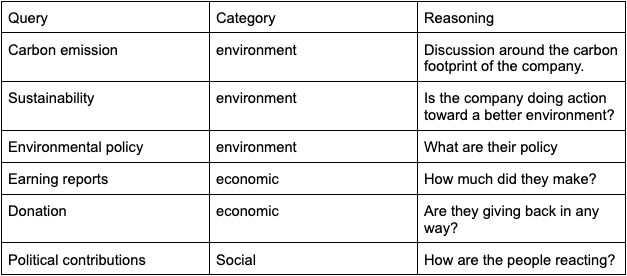 Query Category Reasoning
Carbon emission environment Discussion around the carbon
footprint of the company.
Sustainability environment Is the company doing action
toward a better environment?
Environmental policy environment What are their policy
Earning reports economic How much did they make?
Donation economic Are they giving back in any
way?
Political contributions Social How are the people reacting?